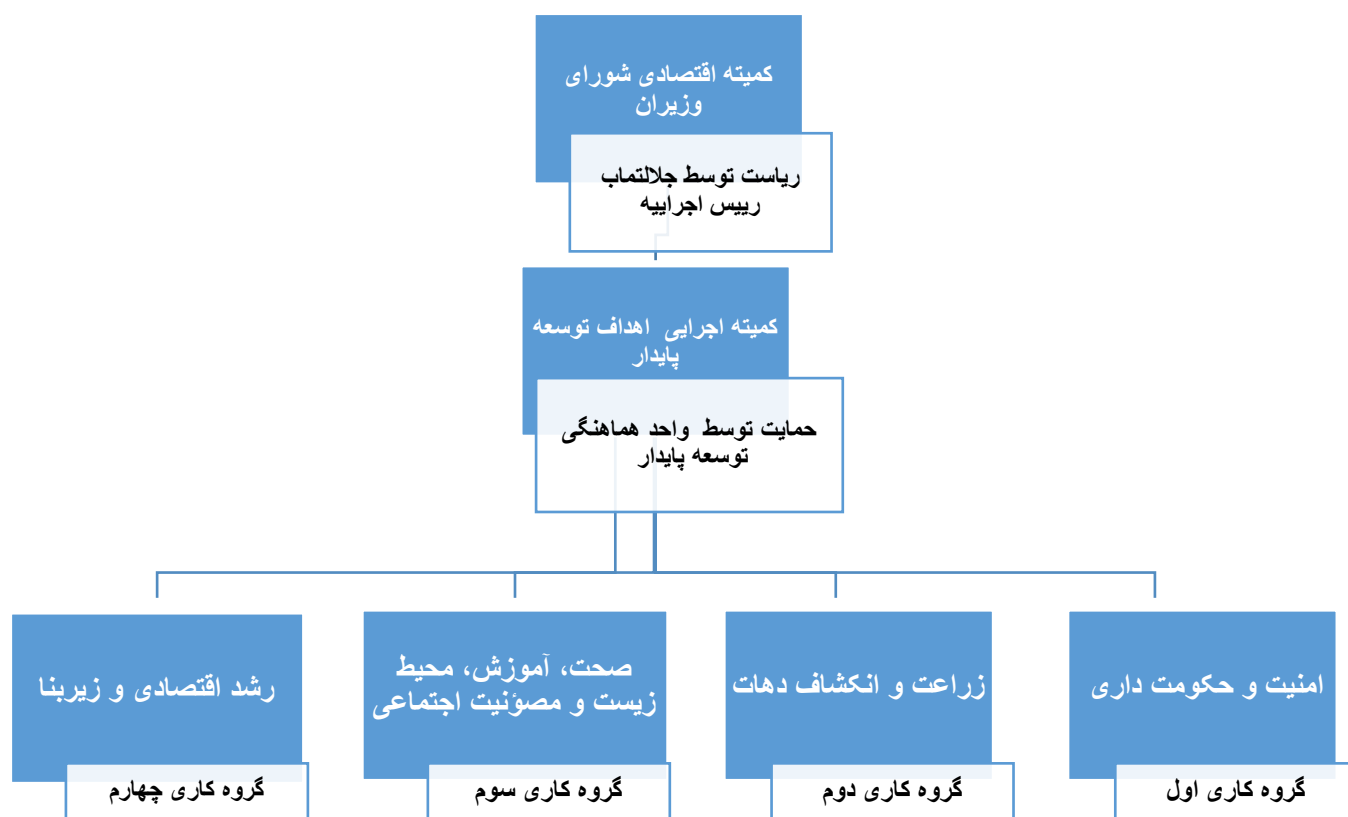 کمیته اقتصادی شورای
وزیران
ریاست توسط جلالتماب
رییس اجراییه
کمیته اجرایی اهداف توسعه
پایدار
حمایت توسط واحد هماهنگی
توسعه پایدار
امنیت و حکومت داری
گروه کاری اول
زراعت و انکشاف دهات
گروه کاری دوم
صحت، آموزش، محیط
زیست و مصؤنیت اجتماعی
گروه کاری سوم
رشد اقتصادی و زیربنا
گروه کاری چهارم